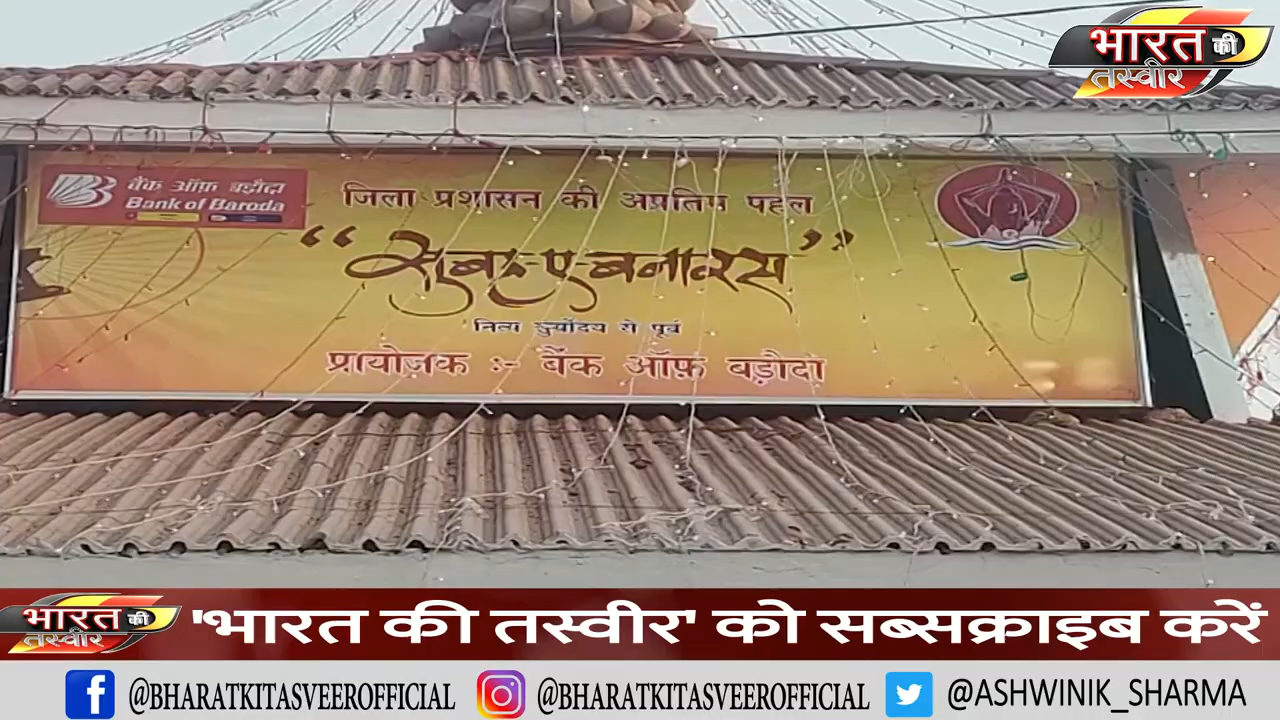 भारत की
तस्वीर
बैंक ऑफ़ बड़ौदा
Bank of Baroda
जिला प्रशासन की अप्रतिम पहल
“सुबह-ए-बनारस”
नित्य सूर्योदय से पूर्व
प्रायोजक :- बैंक ऑफ़ बड़ौदा
भारत की
तस्वीर
'भारत की तस्वीर' को सब्सक्राइब करें
@BHARATKITASVEEROFFICIAL @BHARATKITASVEEROFFICIAL @ASHWINIK_SHARMA